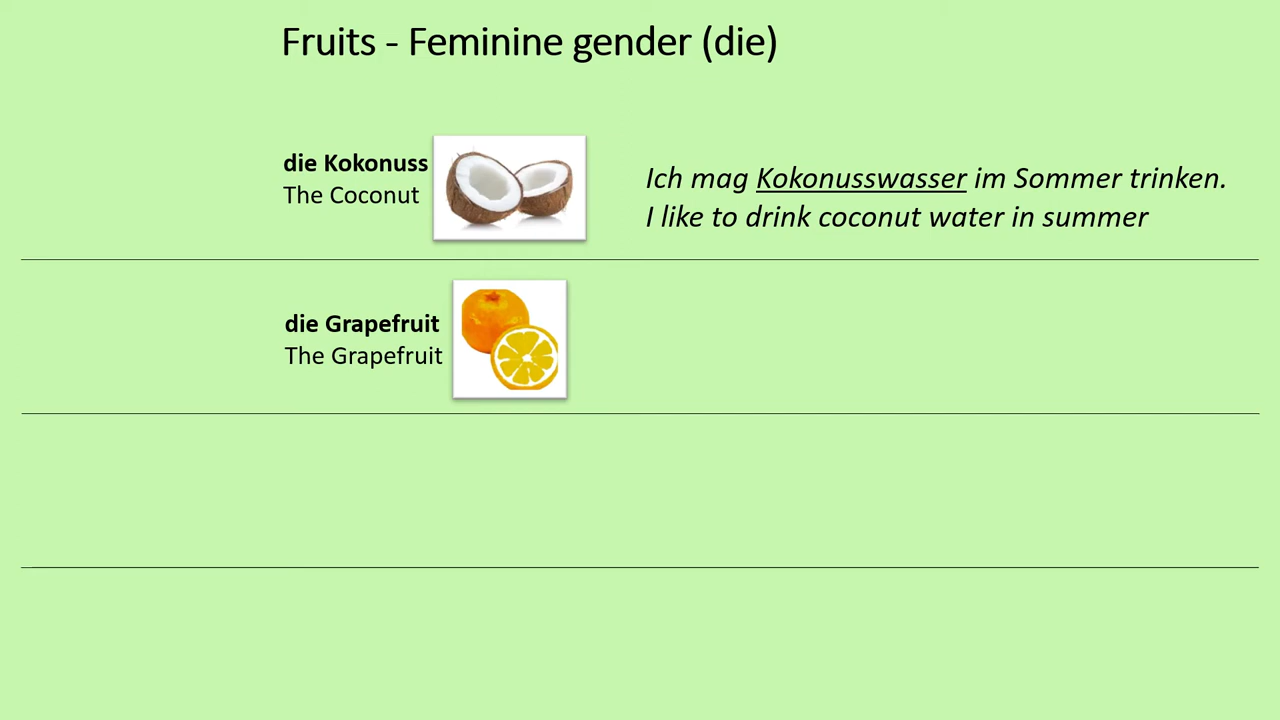 Fruits - Feminine gender (die)
die Kokonuss
The Coconut
Ich mag Kokonusswasser im Sommer trinken.
I like to drink coconut water in summer
die Grapefruit
The Grapefruit